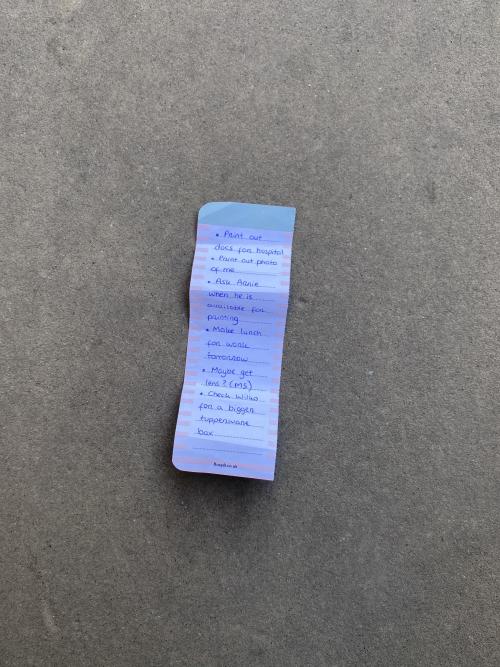 • Print out
docs for hospital
• Print out photo
of me
• Ask Arnie
when he is
available for
painting
• Make lunch
for work
tomorrow
• Maybe get
lens? (MS)
• Check Wilko
for a bigger
tupperware
box